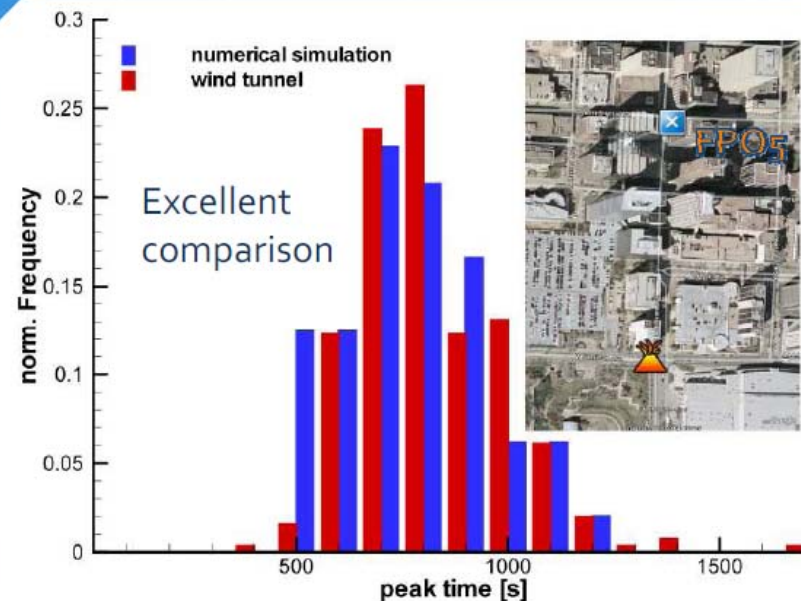 0.3
numerical simulation
wind tunnel
0.25
FP05
0.2
Excellent
comparison
norm. Frequency
0.15
0.1
0.05
0
500
1000
1500
peak time [s]